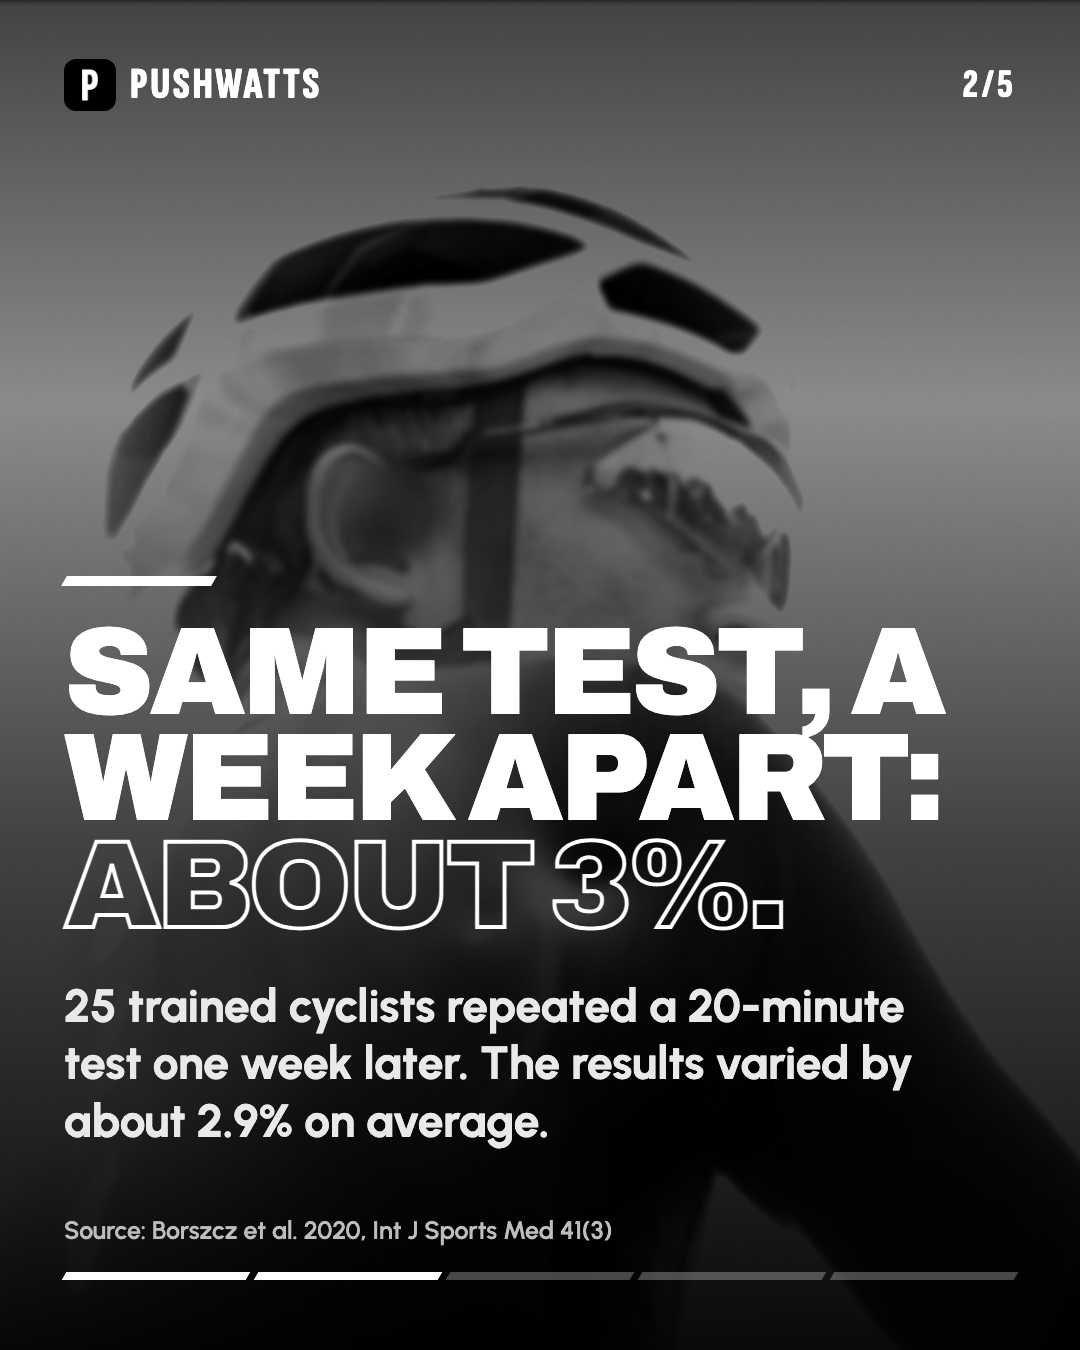 P PUSHWATTS
2/5
SAME TEST, A
WEEK APART:
ABOUT 3%.
25 trained cyclists repeated a 20-minute
test one week later. The results varied by
about 2.9% on average.
Source: Borszcz et al. 2020, Int J Sports Med 41(3)